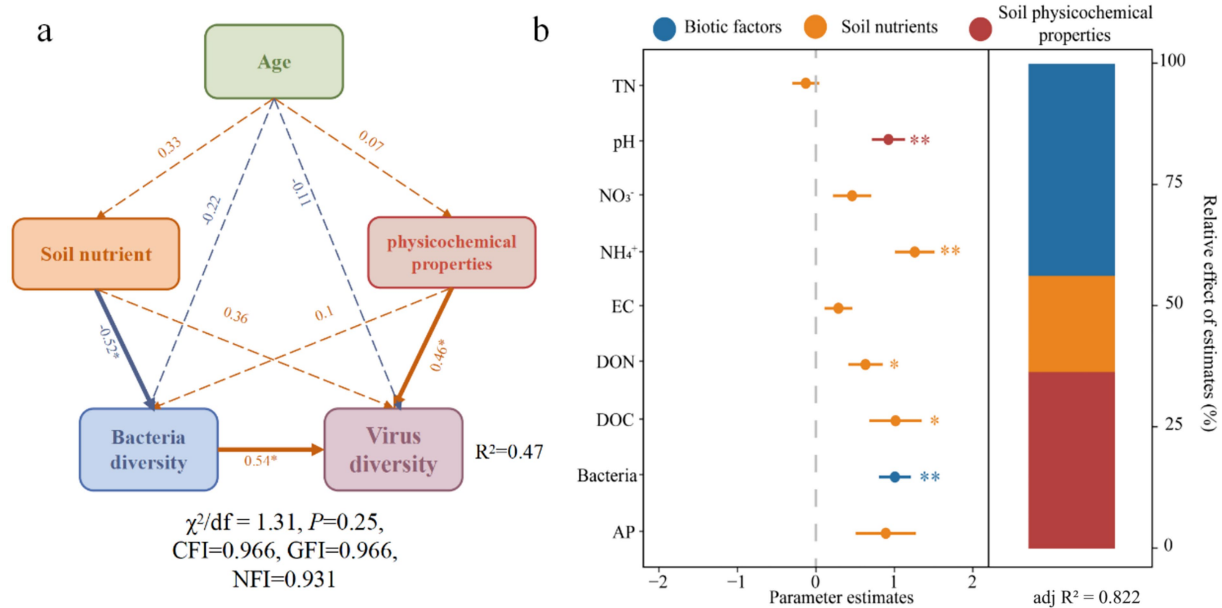 a
Age
0.33
0.07
-0.22
-0.11
Soil nutrient
physicochemical
properties
-0.52*
0.36
0.1
0.46*
Bacteria
diversity
0.54*
Virus
diversity
R²=0.47
χ²/df = 1.31, P=0.25,
CFI=0.966, GFI=0.966,
NFI=0.931
b
Biotic factors
Soil nutrients
Soil physicochemical
properties
TN
pH
**
NO₃⁻
NH₄⁺
**
EC
DON
*
DOC
*
Bacteria
**
AP
−2
−1
0
1
2
Parameter estimates
100
75
50
25
0
Relative effect of estimates (%)
adj R² = 0.822